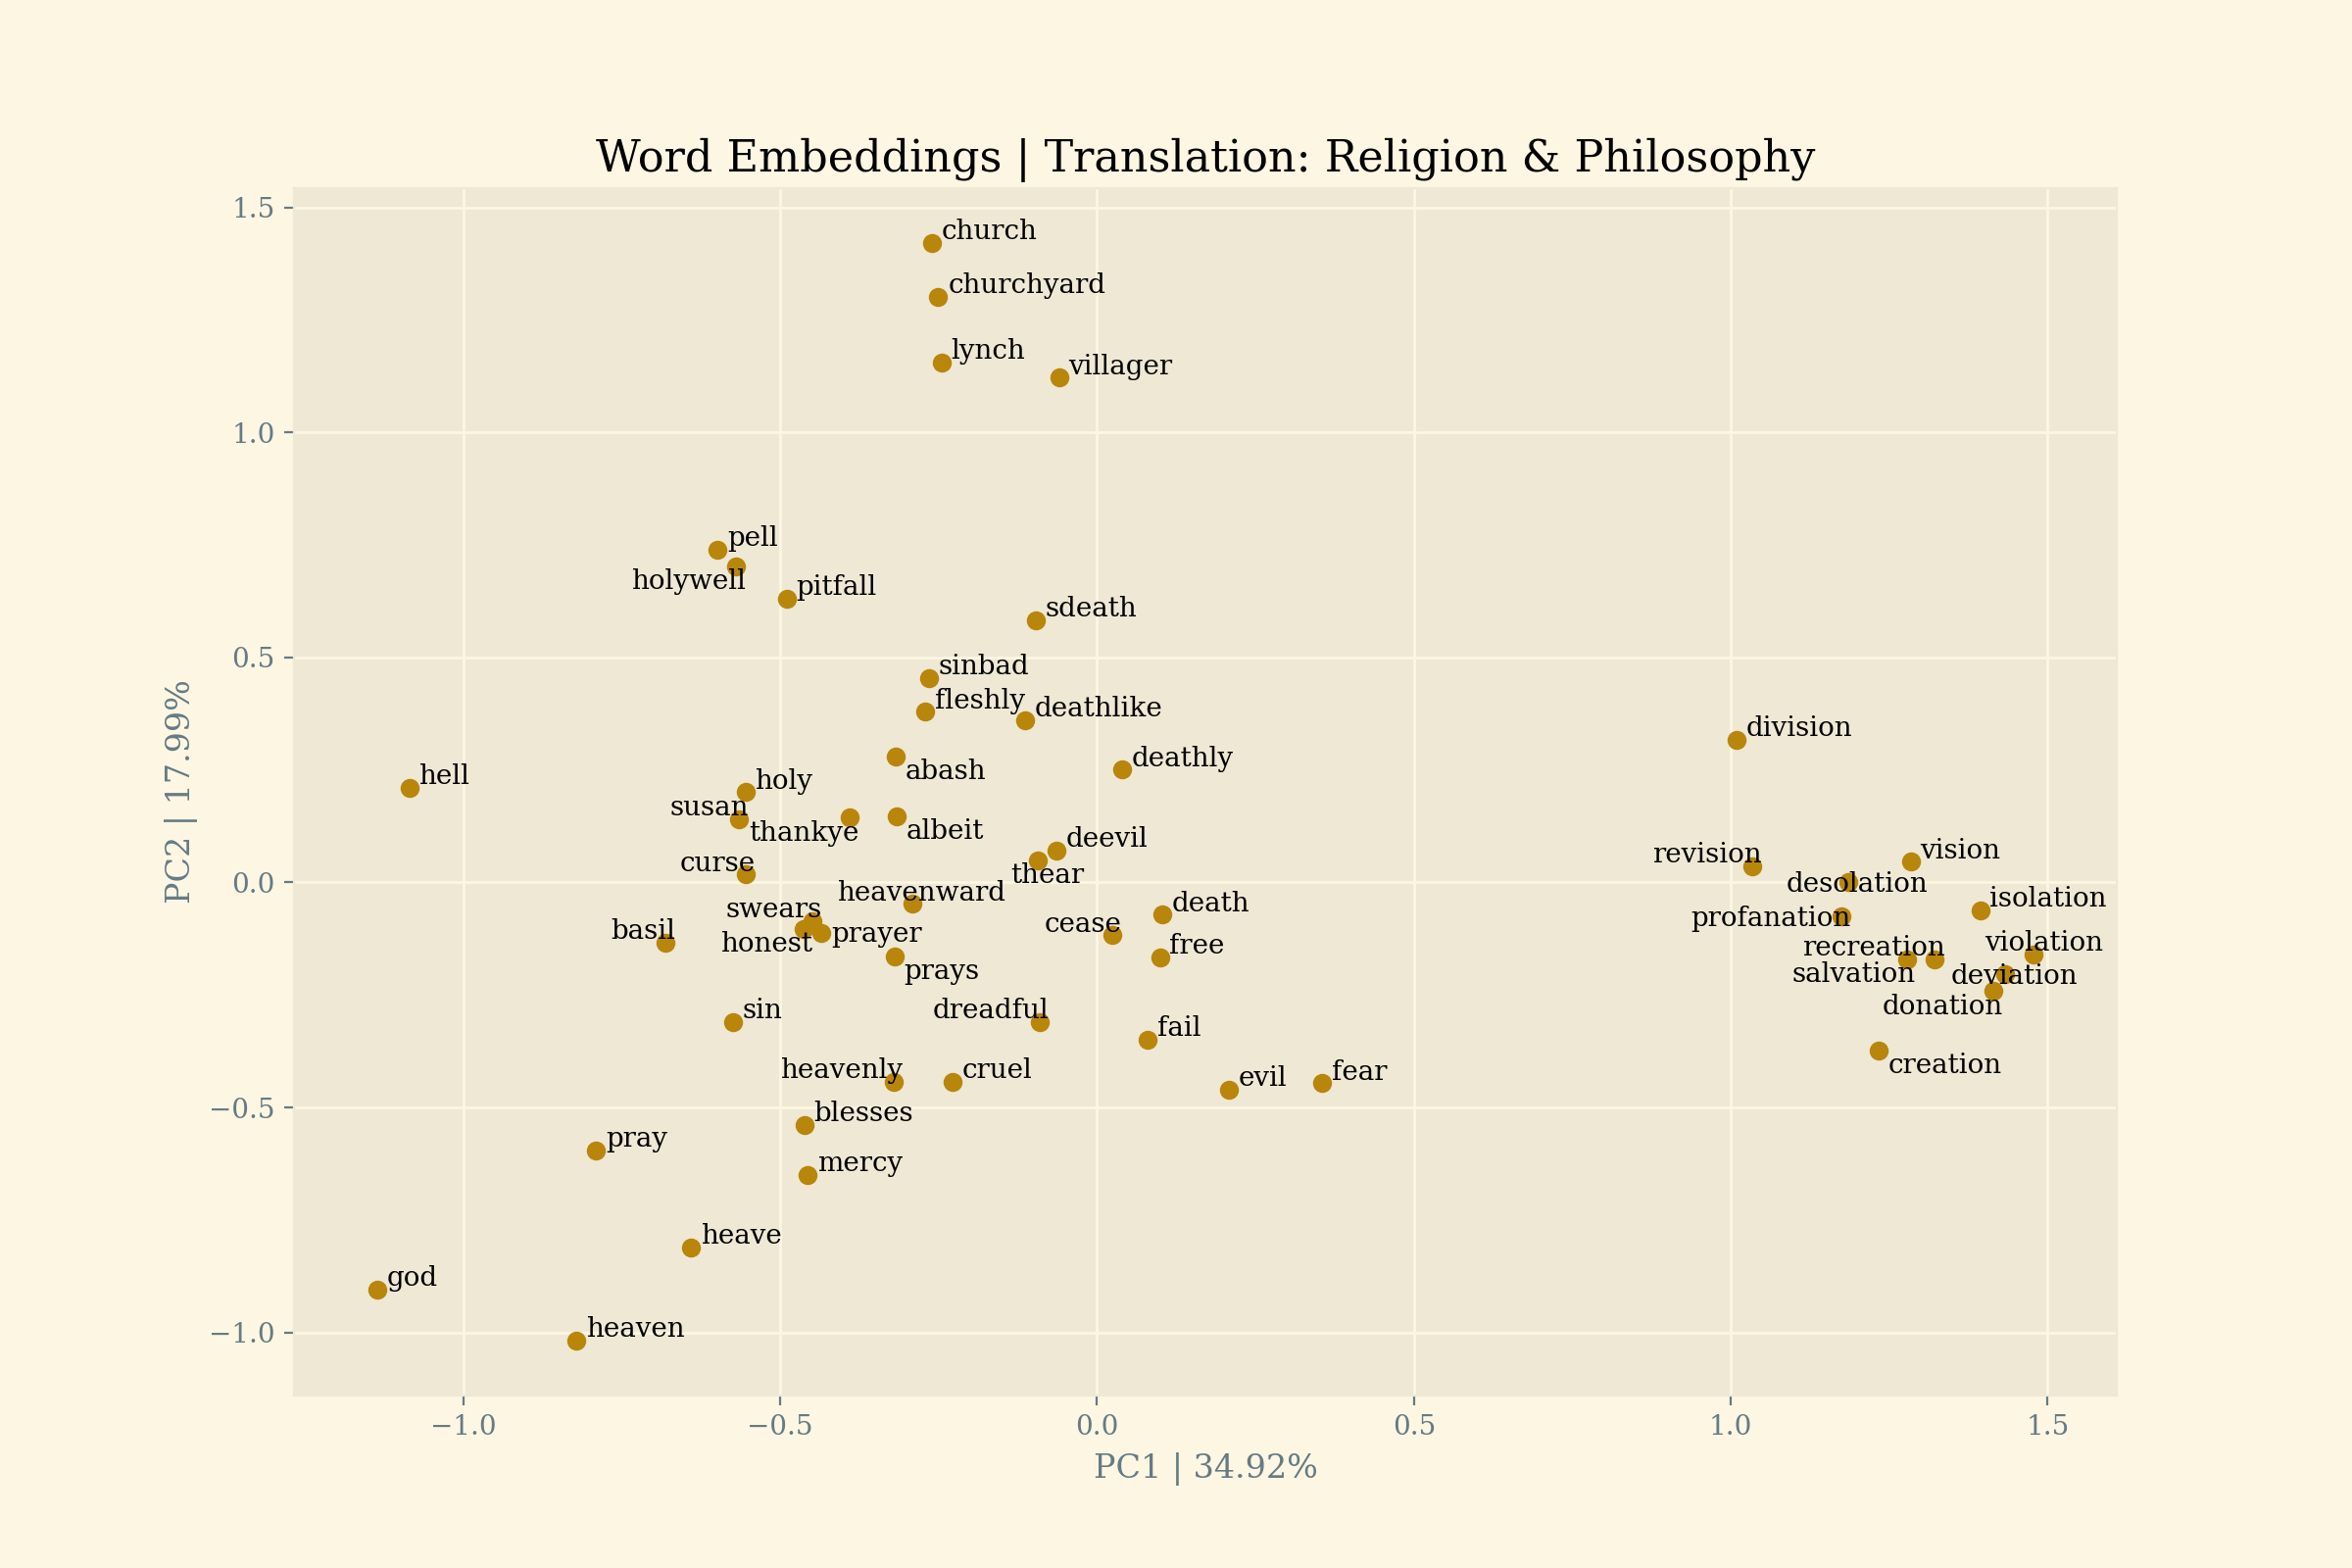 Word Embeddings | Translation: Religion & Philosophy
1.5
church
churchyard
lynch
villager
1.0
pell
holywell
pitfall
sdeath
0.5
sinbad
fleshly
deathlike
division
deathly
hell
abash
holy
susan
thankye
albeit
deevil
revision
vision
curse
thear
0.0
desolation
heavenward
isolation
swears
death
profanation
basil
honest
prayer
cease
free
recreation
violation
prays
salvation
deviation
sin
dreadful
donation
fail
heavenly
cruel
evil
fear
creation
−0.5
blesses
pray
mercy
heave
god
heaven
−1.0
−1.0
−0.5
0.0
0.5
1.0
1.5
PC1 | 34.92%
PC2 | 17.99%